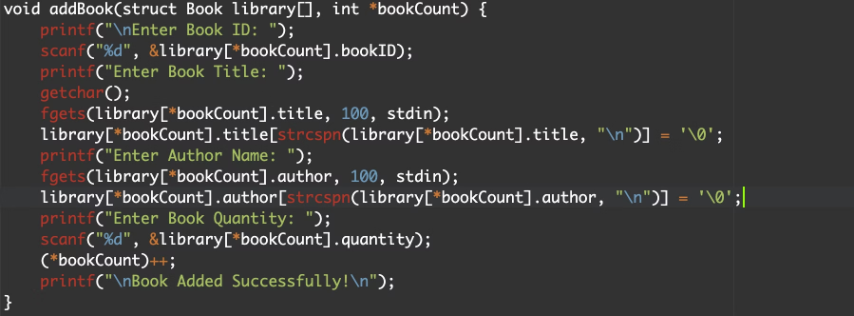 void addBook(struct Book library[], int *bookCount) {
    printf("\nEnter Book ID: ");
    scanf("%d", &library[*bookCount].bookID);
    printf("Enter Book Title: ");
    getchar();
    fgets(library[*bookCount].title, 100, stdin);
    library[*bookCount].title[strcspn(library[*bookCount].title, "\n")] = '\0';
    printf("Enter Author Name: ");
    fgets(library[*bookCount].author, 100, stdin);
    library[*bookCount].author[strcspn(library[*bookCount].author, "\n")] = '\0';
    printf("Enter Book Quantity: ");
    scanf("%d", &library[*bookCount].quantity);
    (*bookCount)++;
    printf("\nBook Added Successfully!\n");
}